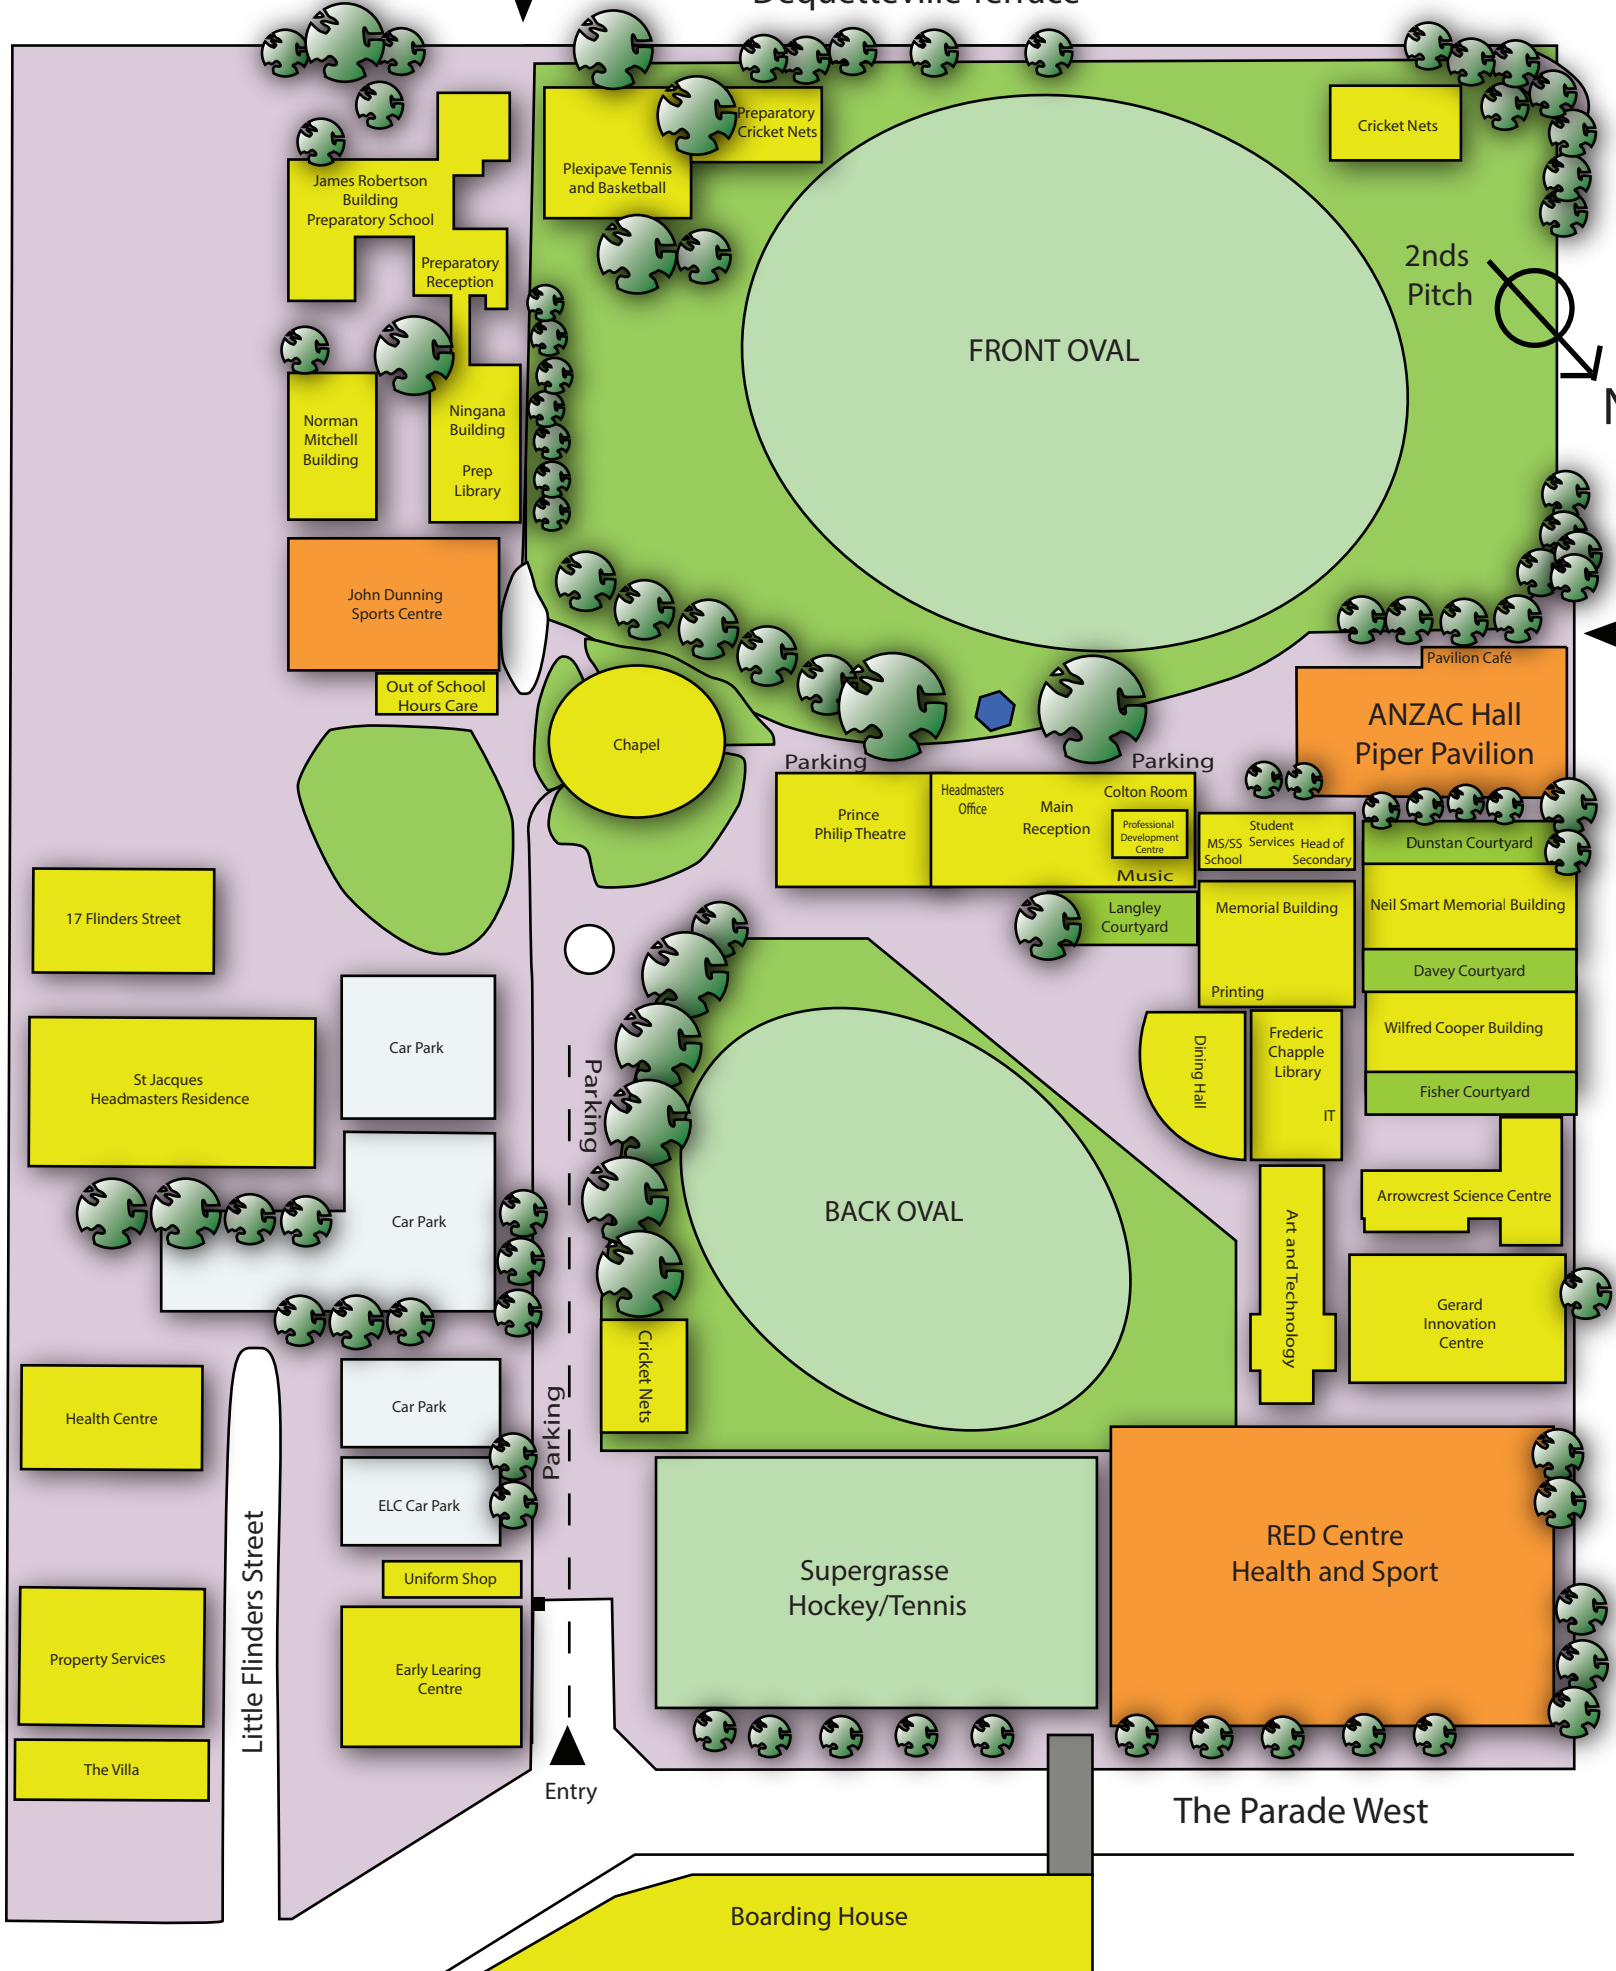 Dequetteville Terrace
Preparatory
Cricket Nets
Plexipave Tennis
and Basketball
Cricket Nets
James Robertson
Building
Preparatory School
Preparatory
Reception
2nds
Pitch
N
FRONT OVAL
Norman
Mitchell
Building
Ningana
Building
Prep
Library
John Dunning
Sports Centre
Out of School
Hours Care
Chapel
Pavilion Café
ANZAC Hall
Piper Pavilion
Parking
Parking
Prince
Philip Theatre
Headmasters
Office
Main
Reception
Colton Room
Professional
Development
Centre
Music
Student
Services
MS/SS
School
Head of
Secondary
Dunstan Courtyard
Langley
Courtyard
Memorial Building
Printing
Neil Smart Memorial Building
Davey Courtyard
Wilfred Cooper Building
Fisher Courtyard
17 Flinders Street
Car Park
St Jacques
Headmasters Residence
Car Park
Parking
Dining Hall
Frederic
Chapple
Library
IT
BACK OVAL
Arrowcrest Science Centre
Art and Technology
Gerard
Innovation
Centre
Cricket Nets
Health Centre
Car Park
Parking
ELC Car Park
Little Flinders Street
Uniform Shop
Supergrasse
Hockey/Tennis
RED Centre
Health and Sport
Property Services
Early Learing
Centre
The Villa
Entry
The Parade West
Boarding House